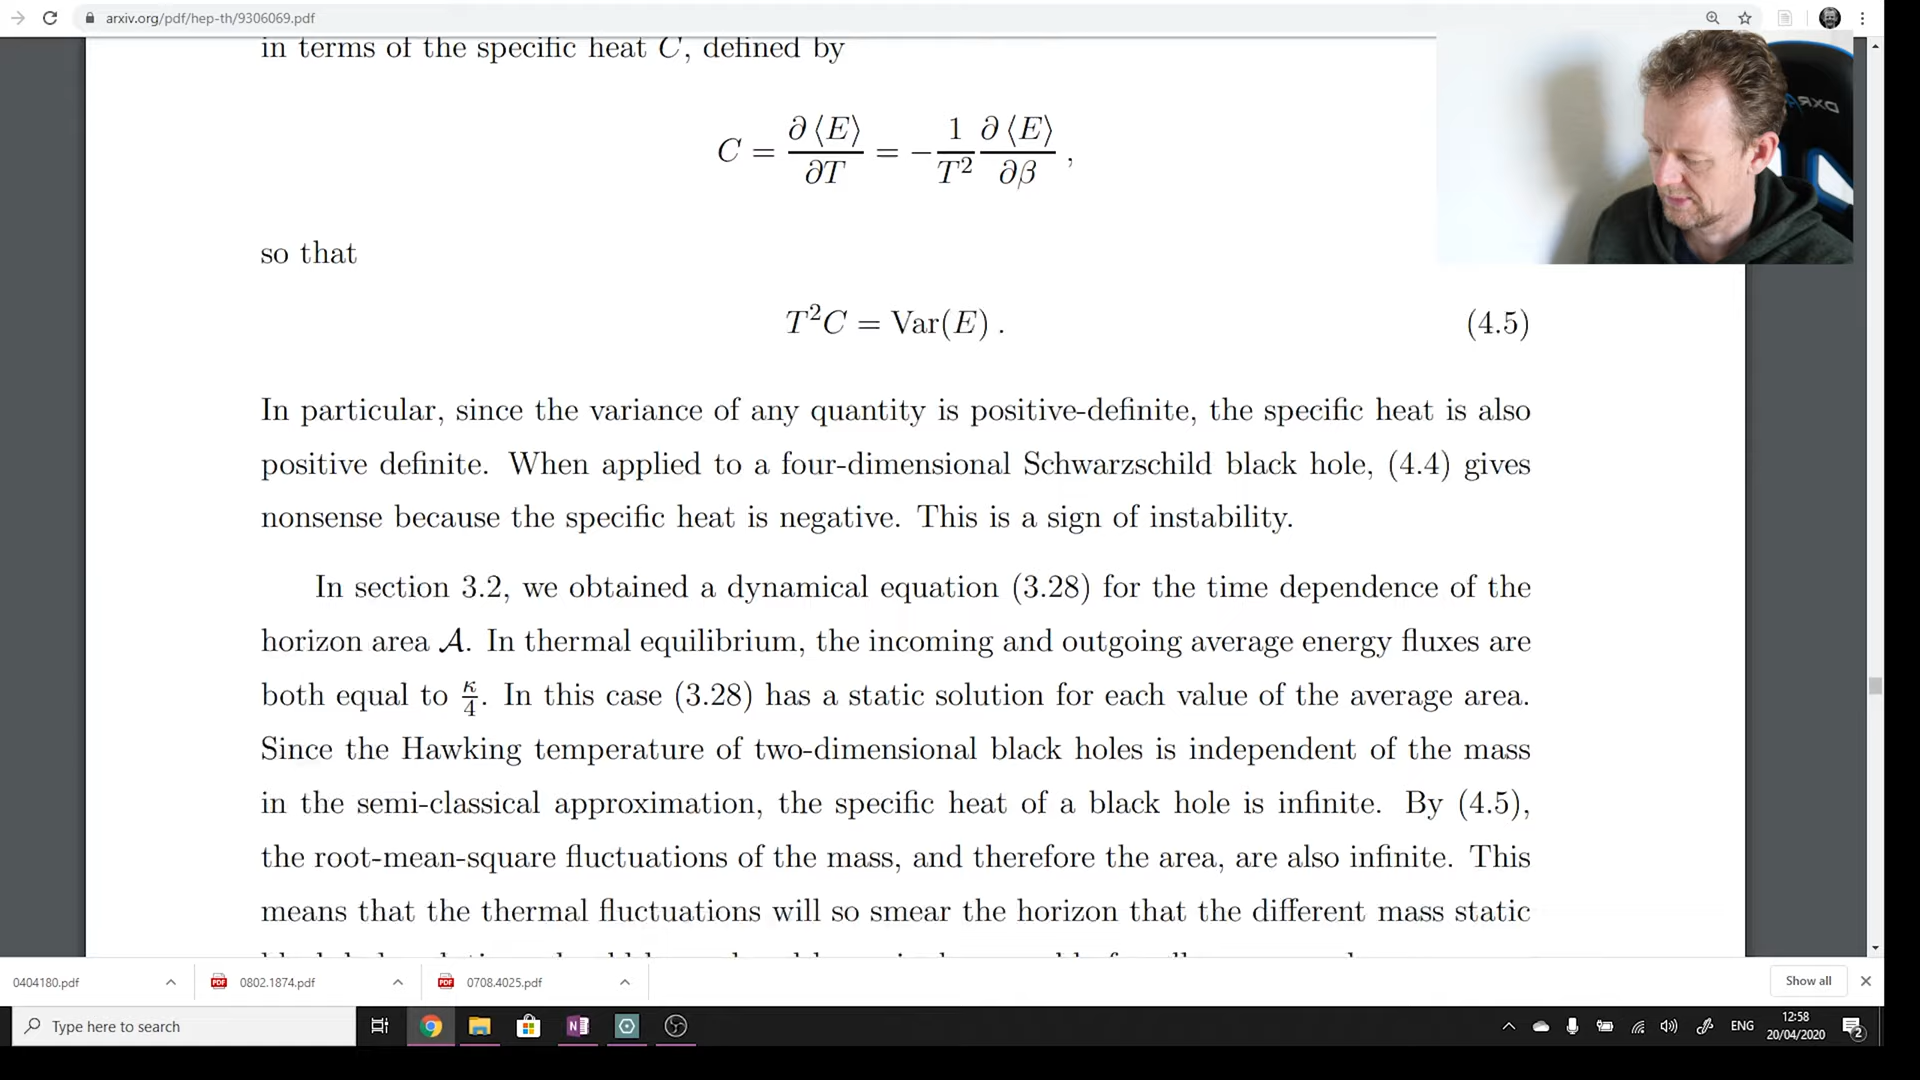 arxiv.org/pdf/hep-th/9306069.pdf
in terms of the specific heat C, defined by
C = ∂⟨E⟩/∂T = −1/T² ∂⟨E⟩/∂β ,
so that
T²C = Var(E) . (4.5)
In particular, since the variance of any quantity is positive-definite, the specific heat is also
positive definite. When applied to a four-dimensional Schwarzschild black hole, (4.4) gives
nonsense because the specific heat is negative. This is a sign of instability.
In section 3.2, we obtained a dynamical equation (3.28) for the time dependence of the
horizon area 𝒜. In thermal equilibrium, the incoming and outgoing average energy fluxes are
both equal to κ/4. In this case (3.28) has a static solution for each value of the average area.
Since the Hawking temperature of two-dimensional black holes is independent of the mass
in the semi-classical approximation, the specific heat of a black hole is infinite. By (4.5),
the root-mean-square fluctuations of the mass, and therefore the area, are also infinite. This
means that the thermal fluctuations will so smear the horizon that the different mass static
DXR
0404180.pdf
PDF 0802.1874.pdf
PDF 0708.4025.pdf
Show all
Type here to search
N
ENG
12:58
20/04/2020
2